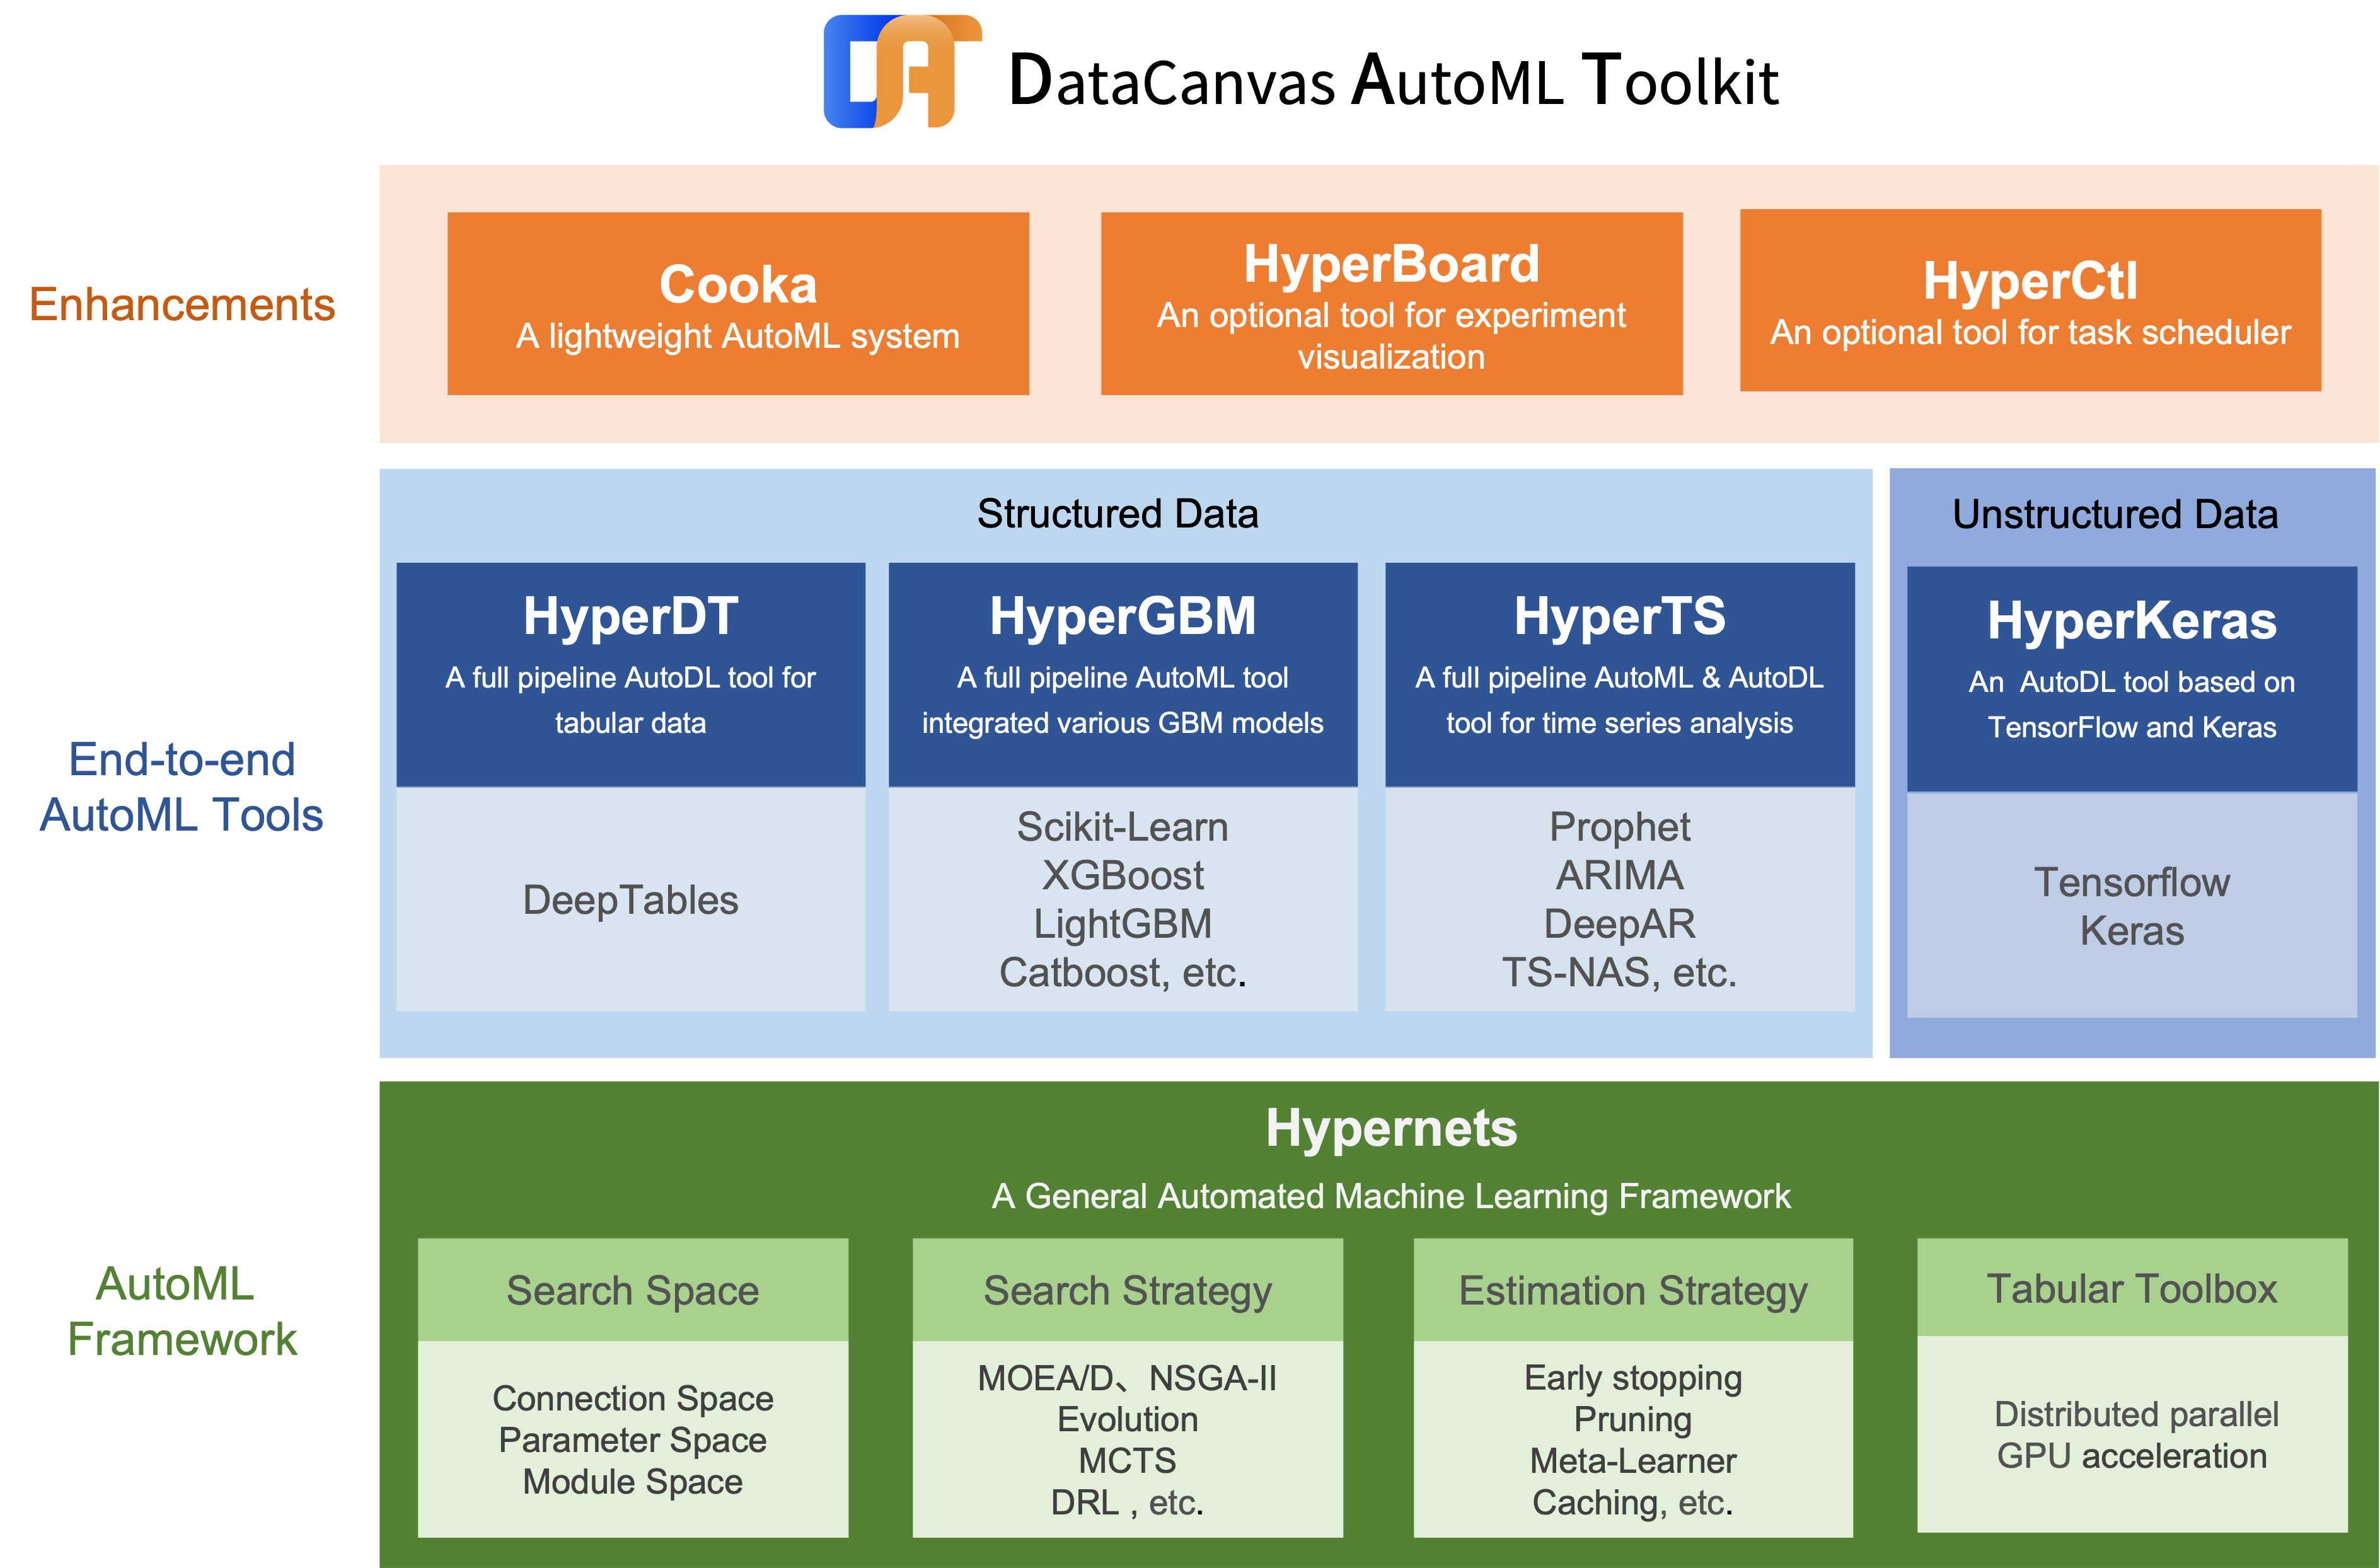 DAT
DataCanvas AutoML Toolkit
Enhancements
Cooka
A lightweight AutoML system
HyperBoard
An optional tool for experiment
visualization
HyperCtl
An optional tool for task scheduler
End-to-end
AutoML Tools
Structured Data
HyperDT
A full pipeline AutoDL tool for
tabular data
DeepTables
HyperGBM
A full pipeline AutoML tool
integrated various GBM models
Scikit-Learn
XGBoost
LightGBM
Catboost, etc.
HyperTS
A full pipeline AutoML & AutoDL
tool for time series analysis
Prophet
ARIMA
DeepAR
TS-NAS, etc.
Unstructured Data
HyperKeras
An  AutoDL tool based on
TensorFlow and Keras
Tensorflow
Keras
AutoML
Framework
Hypernets
A General Automated Machine Learning Framework
Search Space
Connection Space
Parameter Space
Module Space
Search Strategy
MOEA/D、NSGA-II
Evolution
MCTS
DRL , etc.
Estimation Strategy
Early stopping
Pruning
Meta-Learner
Caching, etc.
Tabular Toolbox
Distributed parallel
GPU acceleration